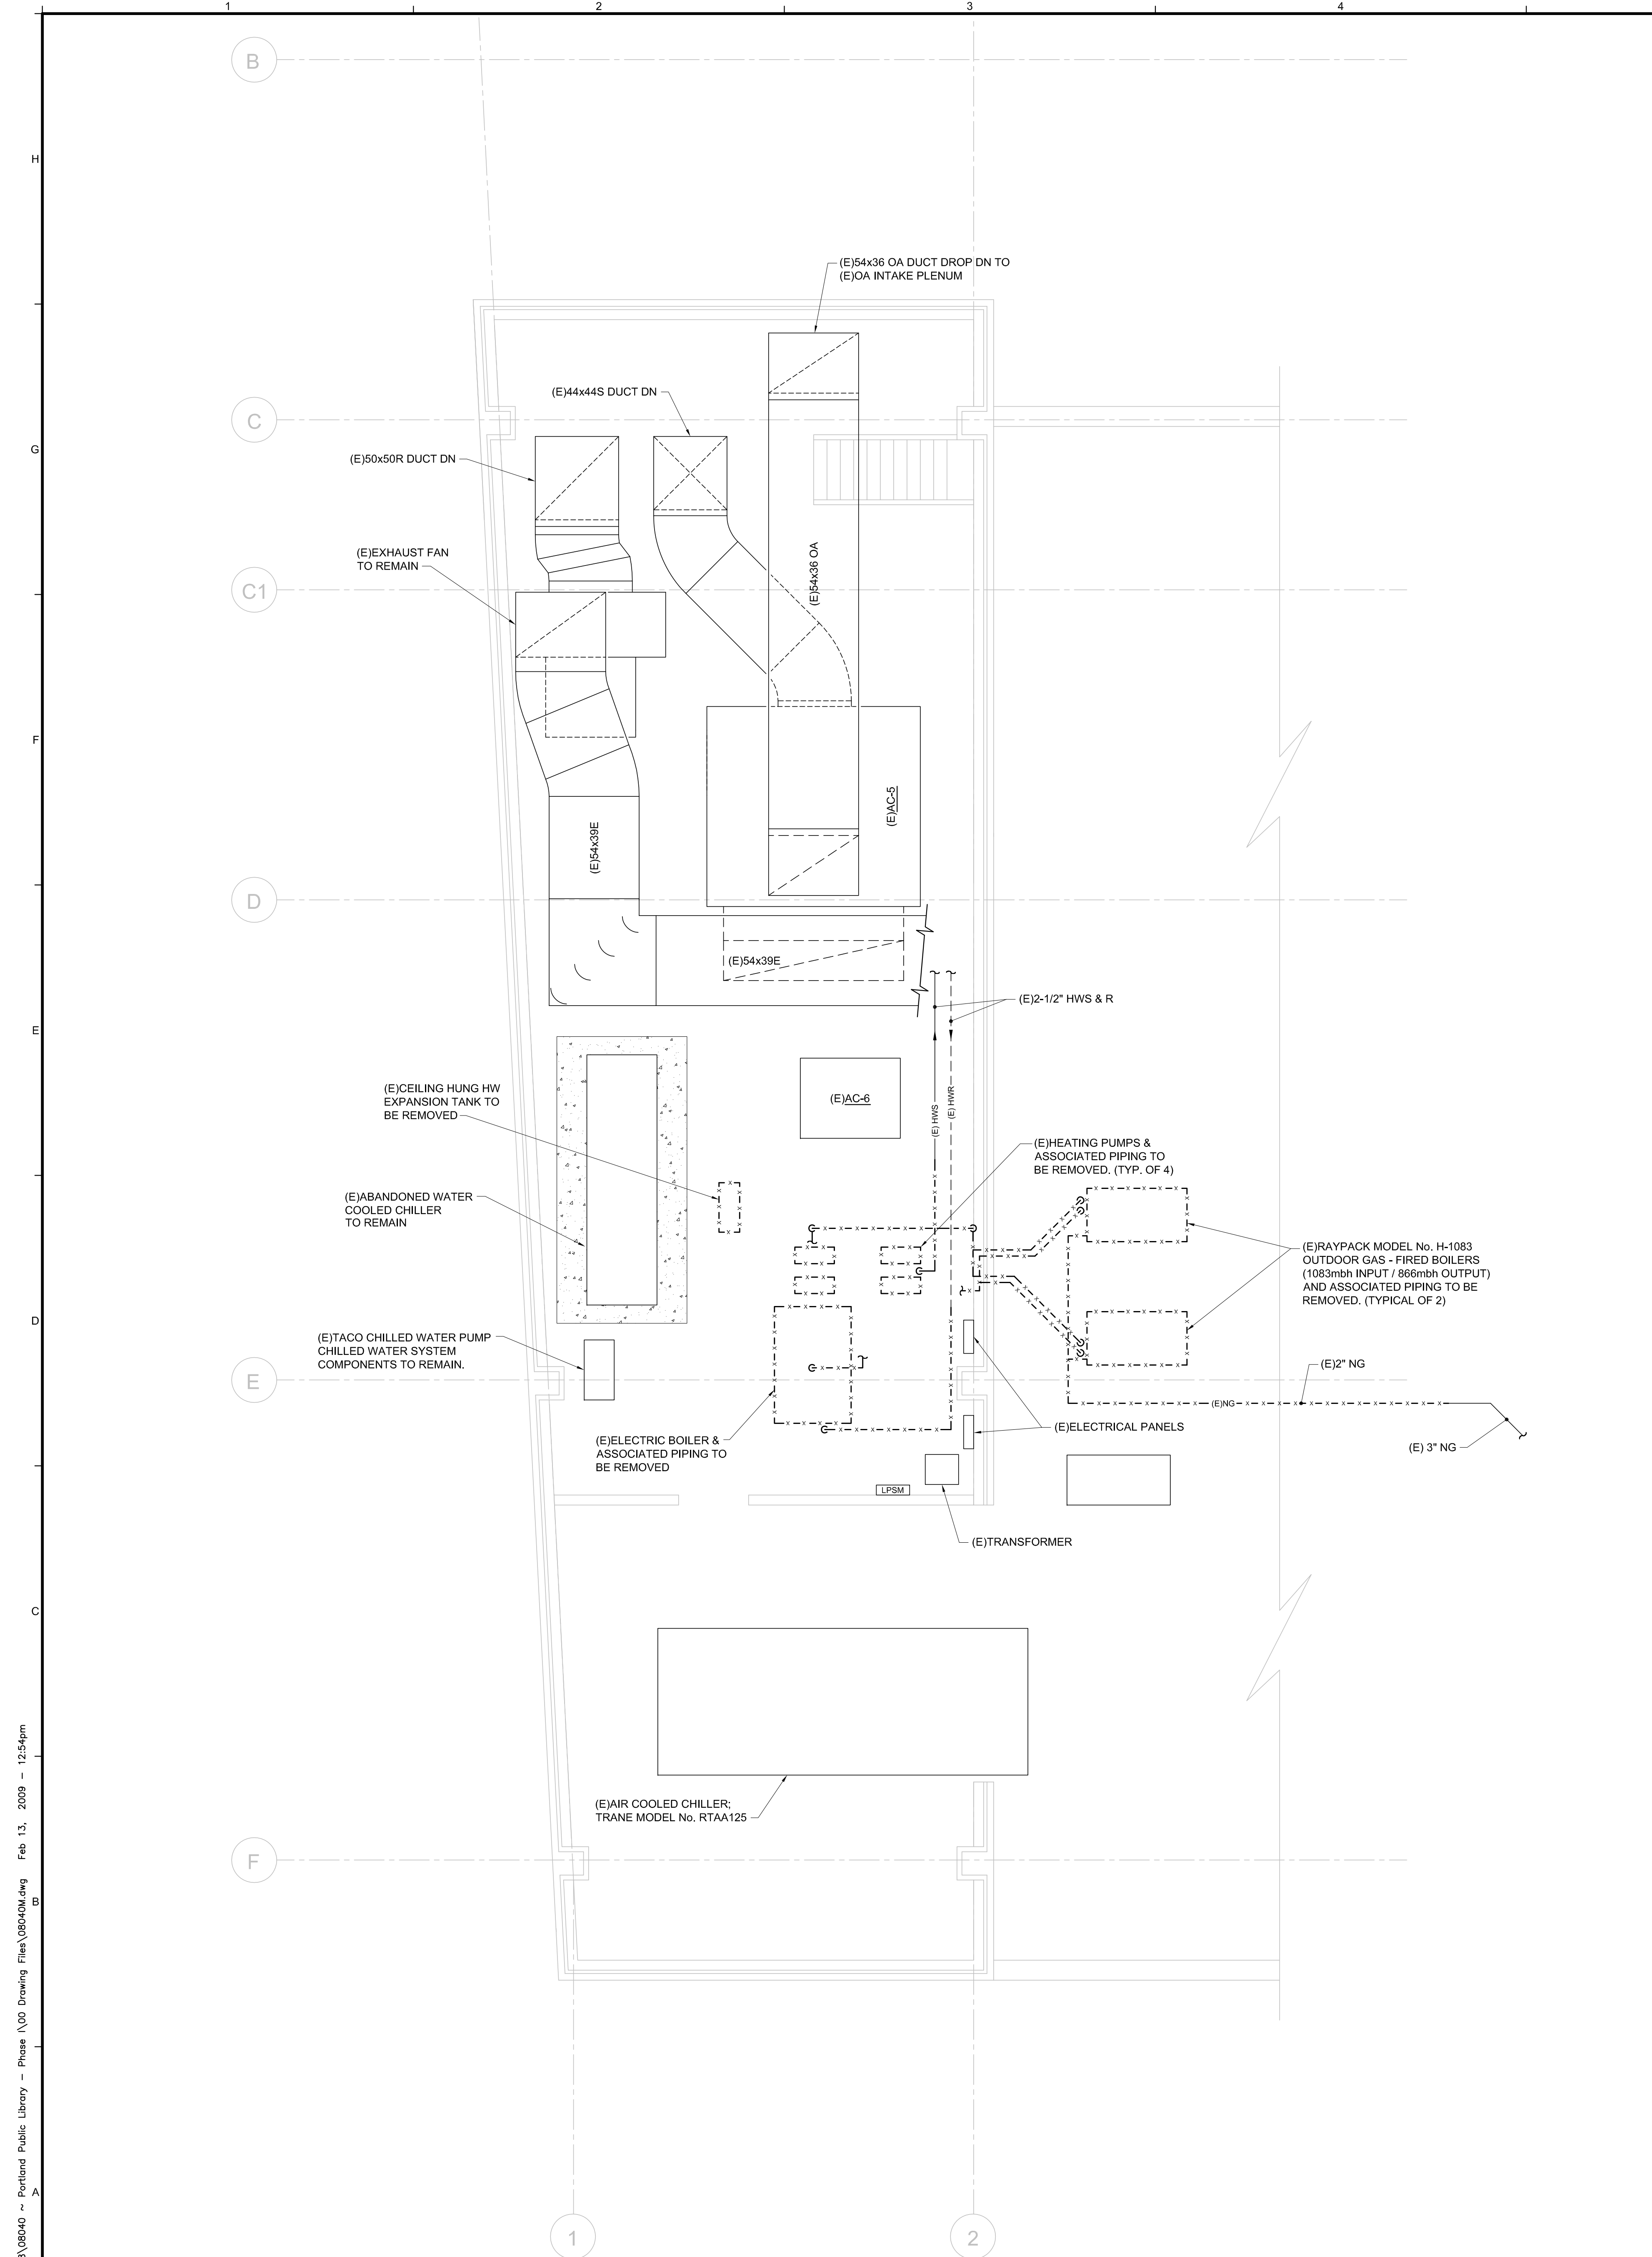 1
2
3
4
B
H
(E)54x36 OA DUCT DROP DN TO
(E)OA INTAKE PLENUM
(E)44x44S DUCT DN
C
G
(E)50x50R DUCT DN
(E)EXHAUST FAN
TO REMAIN
(E)54x36 OA
C1
F
(E)AC-5
(E)54x39E
D
(E)54x39E
(E)2-1/2" HWS & R
E
(E)CEILING HUNG HW
EXPANSION TANK TO
BE REMOVED
(E)AC-6
(E) HWS
(E) HWR
(E)HEATING PUMPS &
ASSOCIATED PIPING TO
BE REMOVED. (TYP. OF 4)
(E)ABANDONED WATER
COOLED CHILLER
TO REMAIN
(E)RAYPACK MODEL No. H-1083
OUTDOOR GAS - FIRED BOILERS
(1083mbh INPUT / 866mbh OUTPUT)
AND ASSOCIATED PIPING TO BE
REMOVED. (TYPICAL OF 2)
D
(E)TACO CHILLED WATER PUMP
CHILLED WATER SYSTEM
COMPONENTS TO REMAIN.
(E)2" NG
E
(E)NG
(E)ELECTRICAL PANELS
(E) 3" NG
(E)ELECTRIC BOILER &
ASSOCIATED PIPING TO
BE REMOVED
LPSM
(E)TRANSFORMER
C
(E)AIR COOLED CHILLER;
TRANE MODEL No. RTAA125
F
B
A
1
2
\08040 ~ Portland Public Library - Phase I\00 Drawing Files\08040M.dwg Feb 13, 2009 - 12:54pm